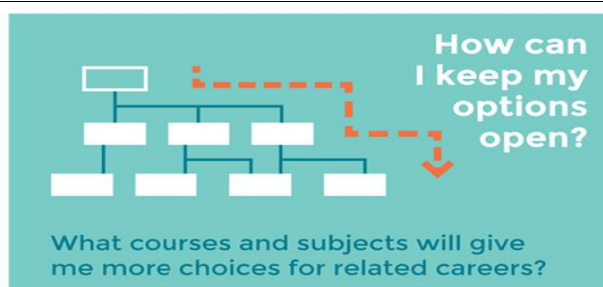 How can
I keep my
options
open?
What courses and subjects will give
me more choices for related careers?